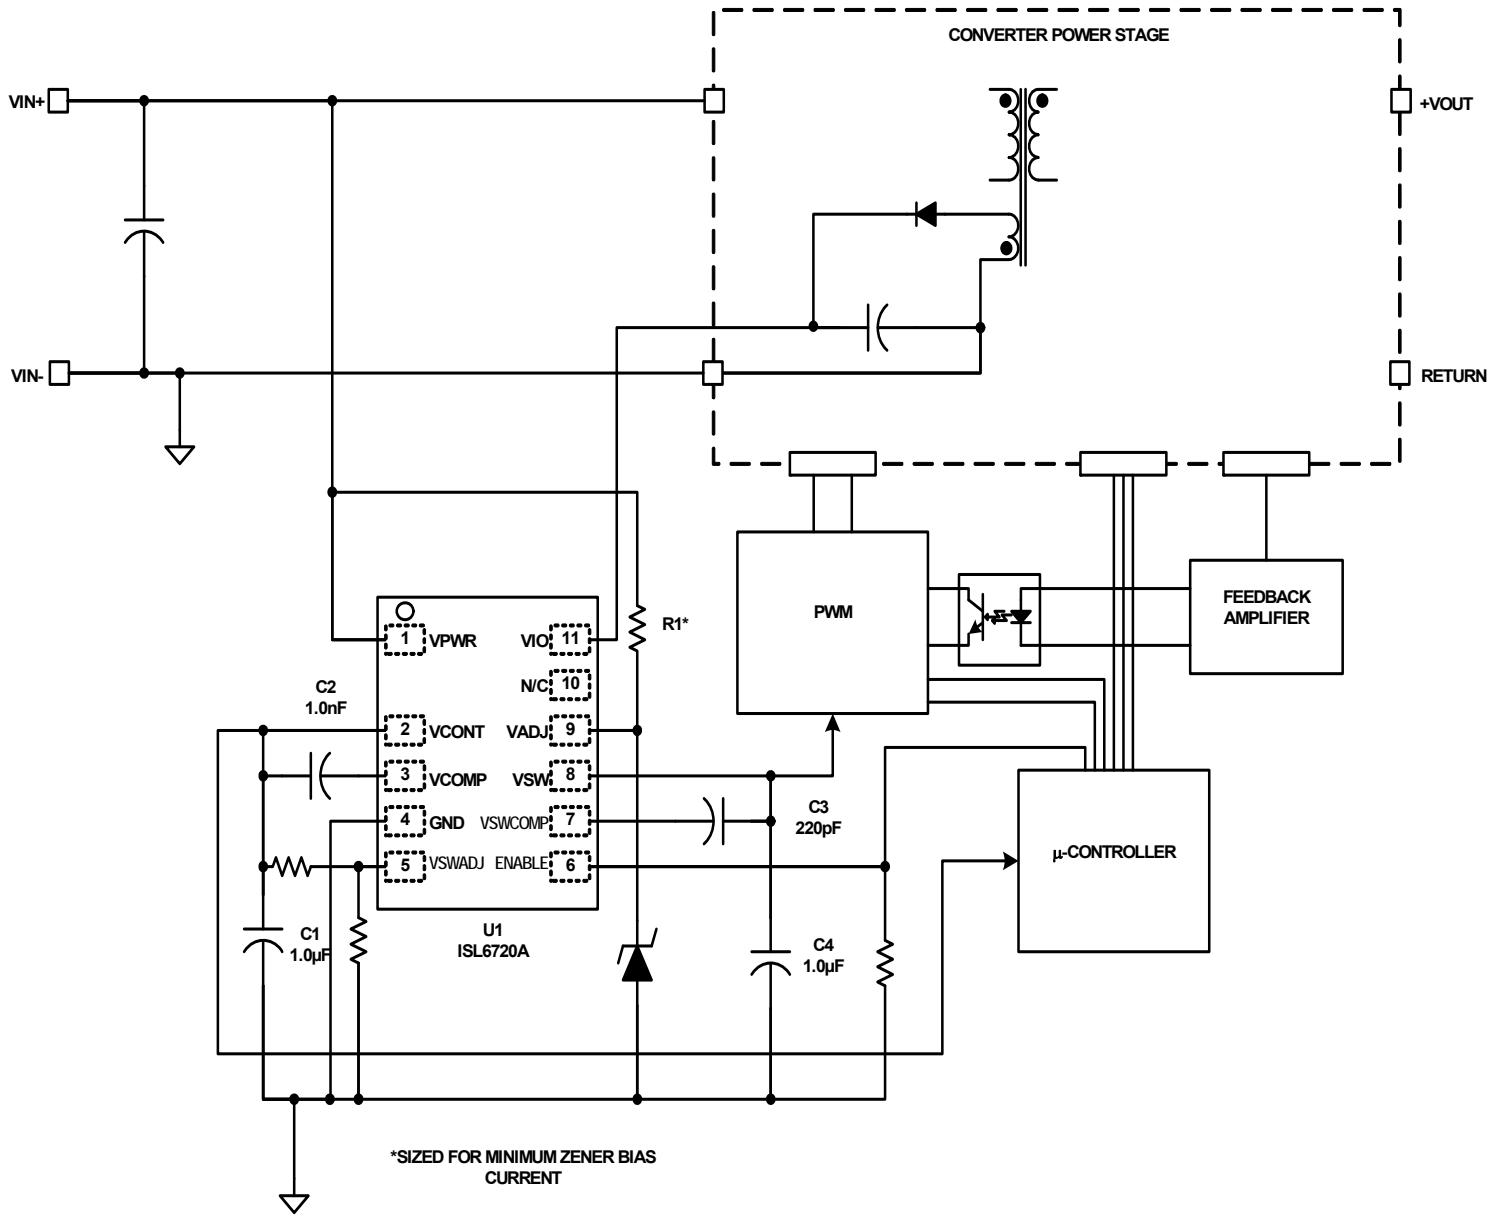 CONVERTER POWER STAGE
VIN+
+VOUT
VIN-
RETURN
PWM
FEEDBACK
AMPLIFIER
R1*
1
VPWR
VIO
11
N/C
10
C2
1.0nF
2
VCONT
VADJ
9
3
VCOMP
VSW
8
4
GND
VSWCOMP
7
C3
220pF
5
VSWADJ
ENABLE
6
µ-CONTROLLER
U1
ISL6720A
C1
1.0µF
C4
1.0µF
*SIZED FOR MINIMUM ZENER BIAS
CURRENT